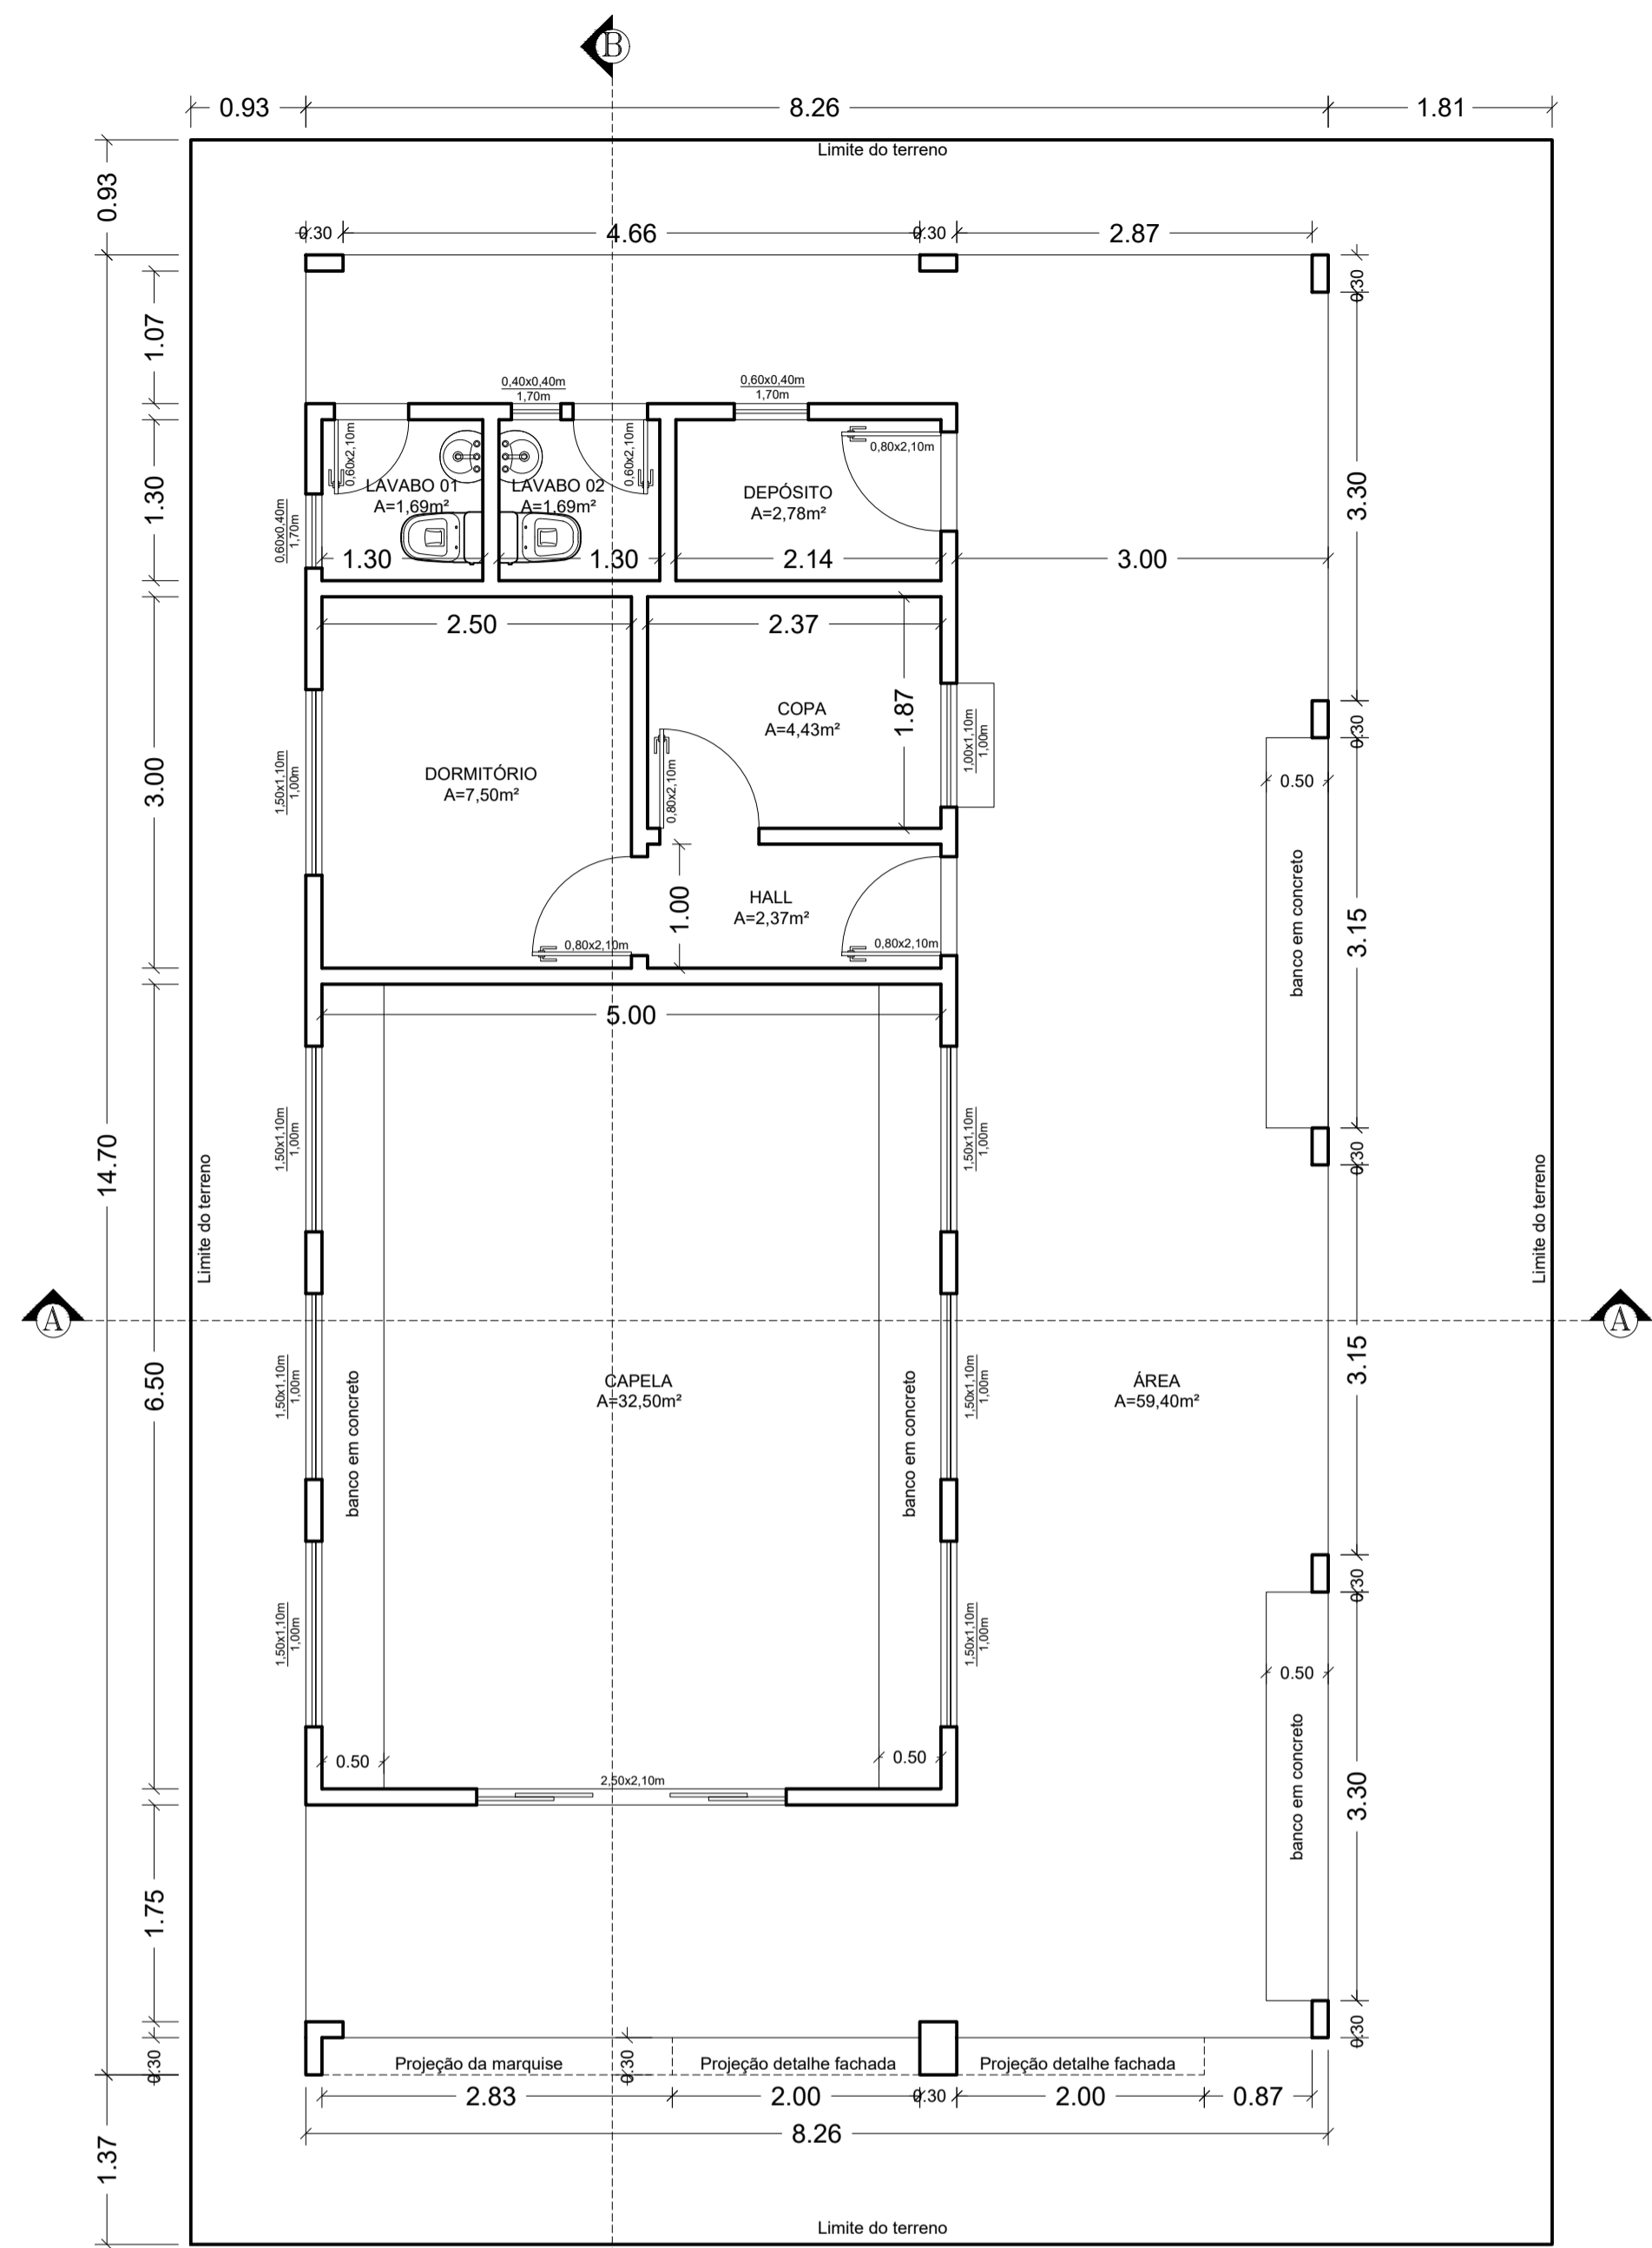 B
0.93
8.26
1.81
Limite do terreno
0.93
0.30
4.66
0.30
2.87
0.30
1.07
0,40x0,40m
1,70m
0,60x0,40m
1,70m
0,60x2,10m
0,60x2,10m
0,80x2,10m
LAVABO 01
A=1,69m²
LAVABO 02
A=1,69m²
DEPÓSITO
A=2,78m²
1.30
3.30
0,60x0,40m
1,70m
1.30
1.30
2.14
3.00
2.50
2.37
COPA
A=4,43m²
1.87
1,00x1,10m
1,00m
0.30
DORMITÓRIO
A=7,50m²
3.00
1,50x1,10m
1,00m
0,80x2,10m
0.50
banco em concreto
3.15
HALL
A=2,37m²
1.00
0,80x2,10m
0,80x2,10m
5.00
14.70
Limite do terreno
1,50x1,10m
1,00m
1,50x1,10m
1,00m
0.30
Limite do terreno
A
A
6.50
1,50x1,10m
1,00m
banco em concreto
CAPELA
A=32,50m²
banco em concreto
1,50x1,10m
1,00m
ÁREA
A=59,40m²
3.15
0.30
1,50x1,10m
1,00m
1,50x1,10m
1,00m
0.50
0.50
0.50
2,50x2,10m
banco em concreto
3.30
1.75
0.30
0.30
Projeção da marquise
0.30
Projeção detalhe fachada
Projeção detalhe fachada
2.83
2.00
0.30
2.00
0.87
8.26
1.37
Limite do terreno